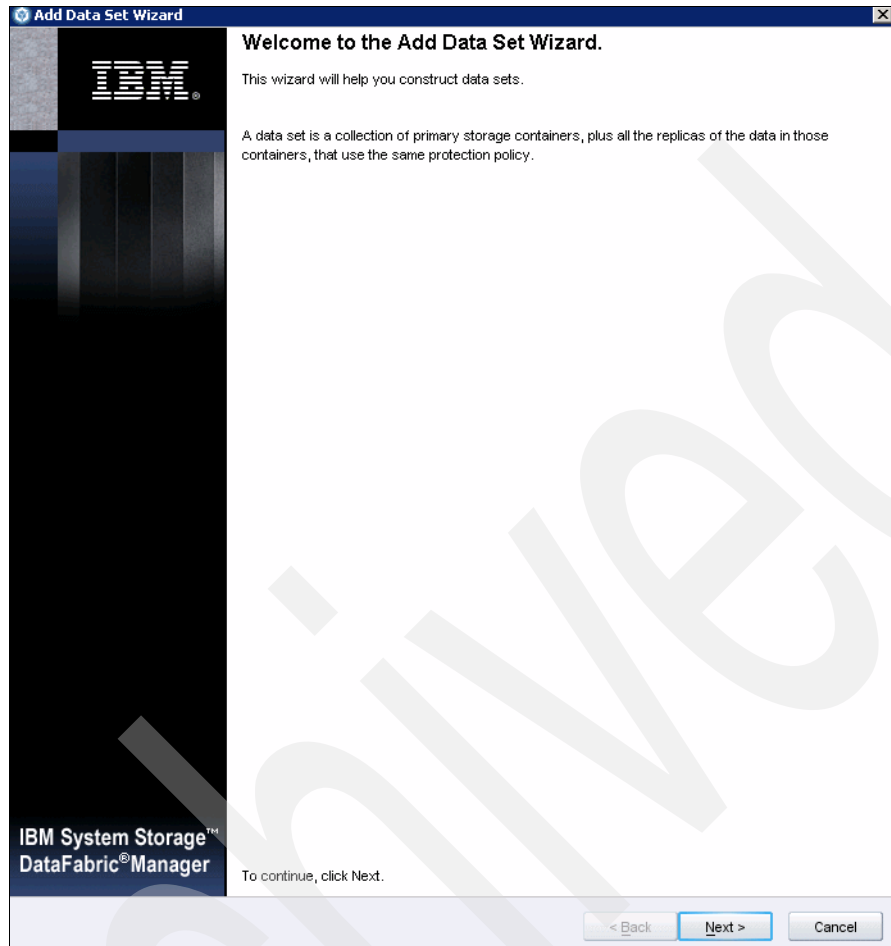 Add Data Set Wizard
IBM®
Welcome to the Add Data Set Wizard.
This wizard will help you construct data sets.
A data set is a collection of primary storage containers, plus all the replicas of the data in those
containers, that use the same protection policy.
IBM System Storage™
DataFabric®Manager
To continue, click Next.
< Back
Next >
Cancel